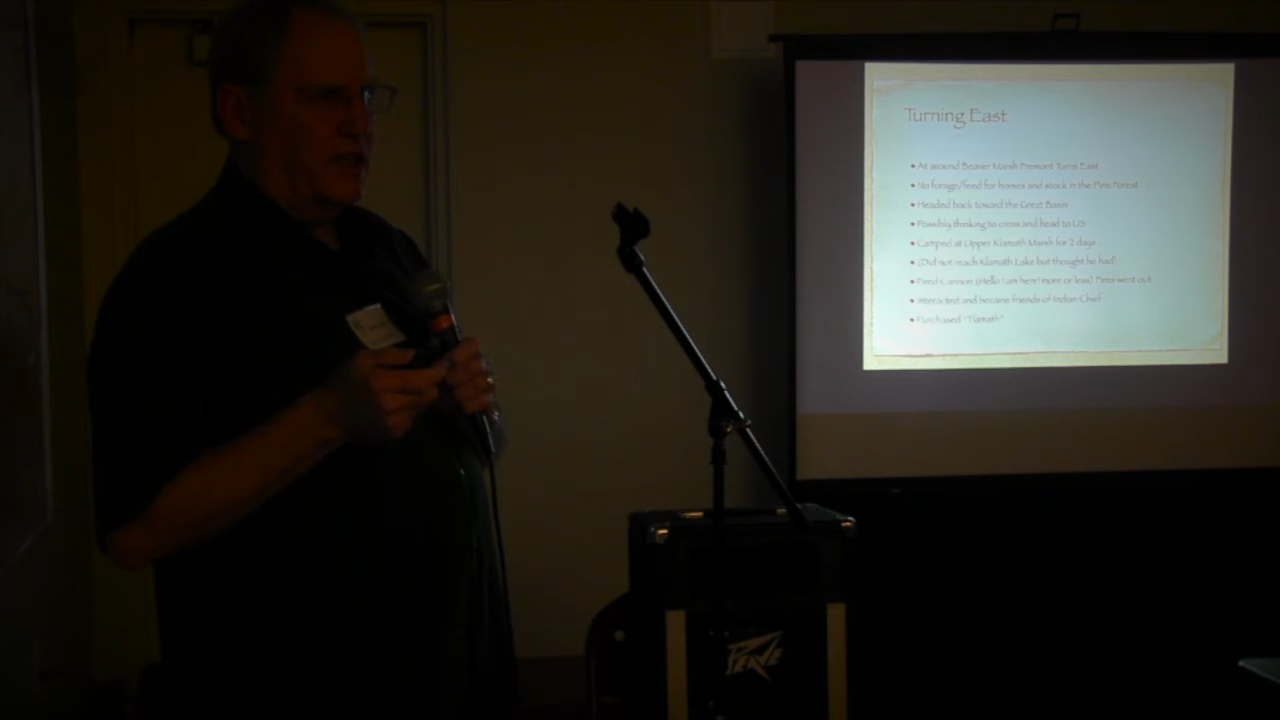 Turning East
• At around Beaver Marsh Fremont Turns East
• No forage/feed for horses and stock in the Pine Forest
• Headed back toward the Great Basin
• Possibly thinking to cross and head to US
• Camped at Upper Klamath Marsh for 2 days
• (Did not reach Klamath Lake but thought he had)
• Fired Cannon (Hello I am here! more or less) Fires went out
• Interacted and became friends of Indian Chief
• Purchased "Tlamath"
PEAVE